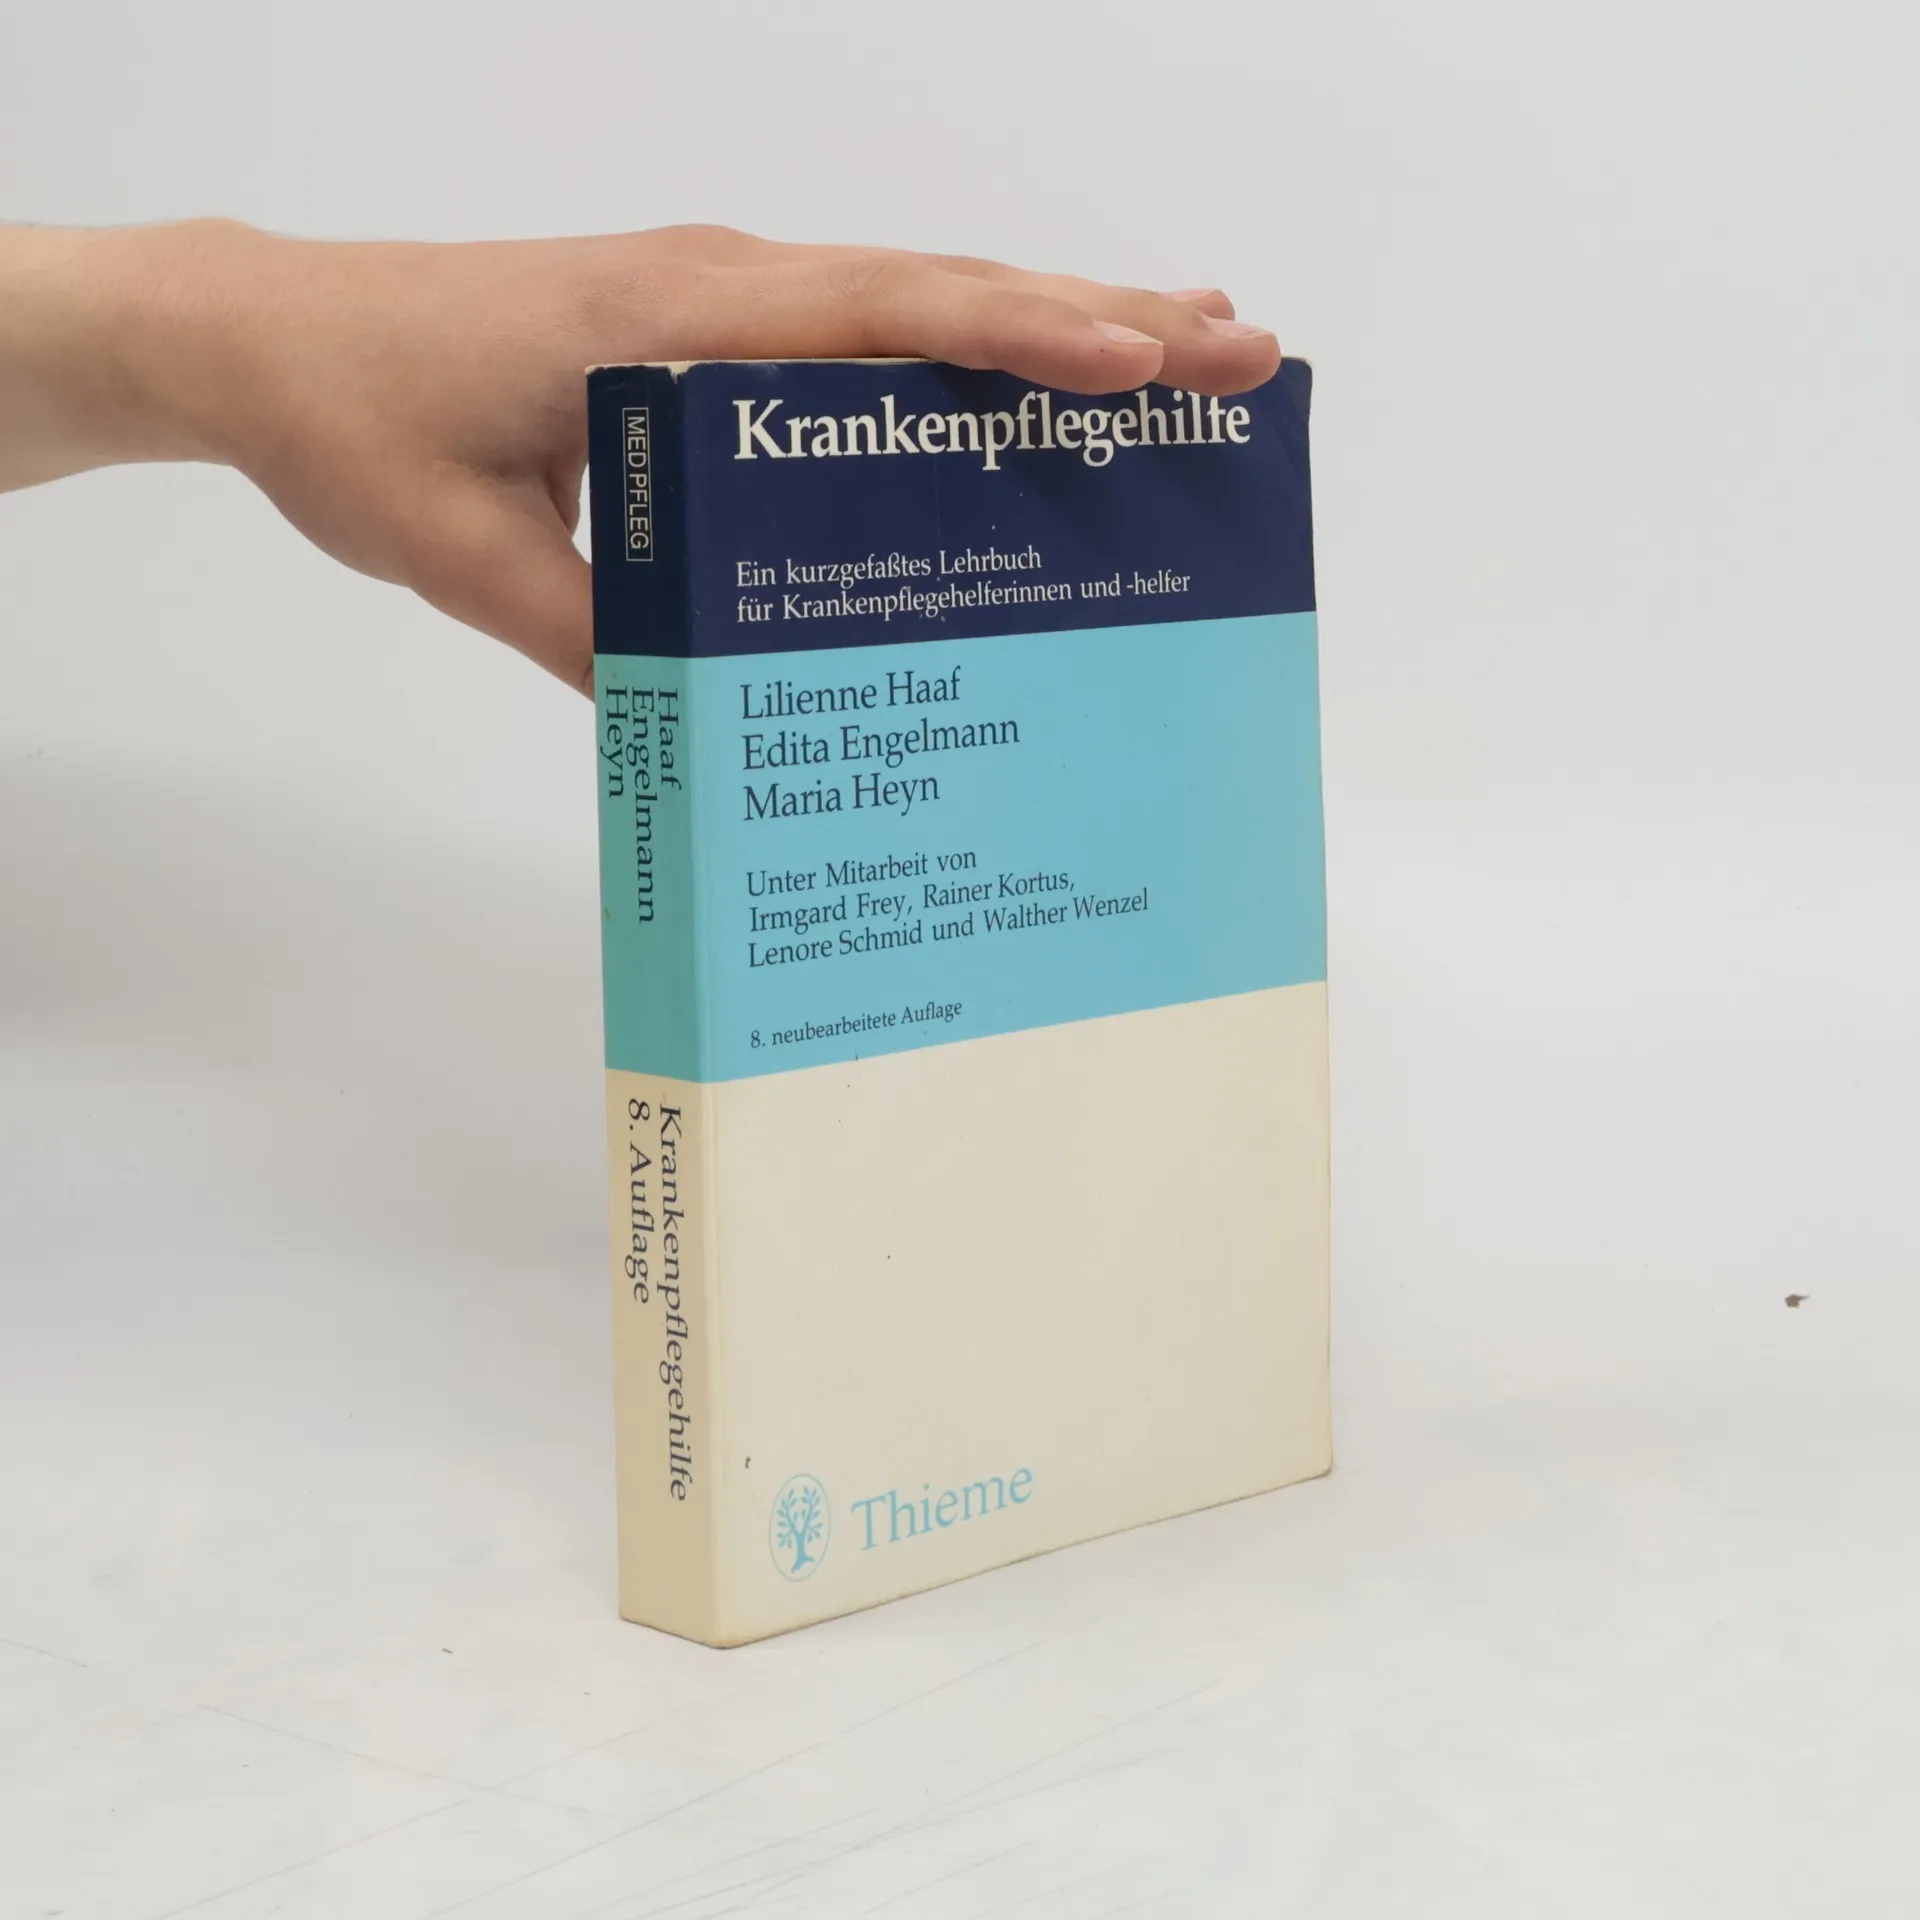 Krankenpflegehilfe
Ein kurzgefaßtes Lehrbuch
für Krankenpflegehelferinnen und -helfer
Lilienne Haaf
Edita Engelmann
Maria Heyn
Unter Mitarbeit von
Irmgard Frey, Rainer Kortus,
Lenore Schmid und Walther Wenzel
8. neubearbeitete Auflage
Thieme
MED PFLEG
Haaf
Engelmann
Heyn
Krankenpflegehilfe
8. Auflage